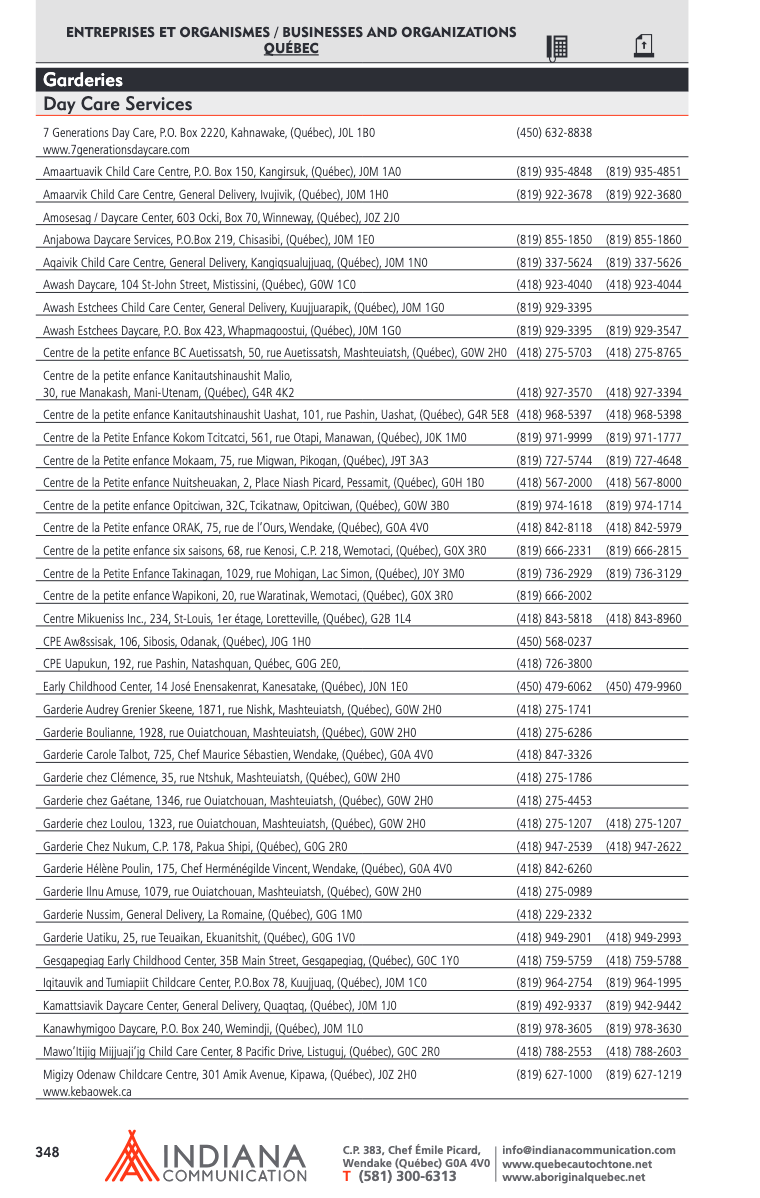 ENTREPRISES ET ORGANISMES / BUSINESSES AND ORGANIZATIONS
QUÉBEC
Garderies
Day Care Services
7 Generations Day Care, P.O. Box 2220, Kahnawake, (Québec), J0L 1B0 (450) 632-8838
www.7generationsdaycare.com
Amaartuavik Child Care Centre, P.O. Box 150, Kangirsuk, (Québec), J0M 1A0 (819) 935-4848 (819) 935-4851
Amaarvik Child Care Centre, General Delivery, Ivujivik, (Québec), J0M 1H0 (819) 922-3678 (819) 922-3680
Amosesag / Daycare Center, 603 Ocki, Box 70, Winneway, (Québec), J0Z 2J0
Anjabowa Daycare Services, P.O.Box 219, Chisasibi, (Québec), J0M 1E0 (819) 855-1850 (819) 855-1860
Aqaivik Child Care Centre, General Delivery, Kangiqsualujjuaq, (Québec), J0M 1N0 (819) 337-5624 (819) 337-5626
Awash Daycare, 104 St-John Street, Mistissini, (Québec), G0W 1C0 (418) 923-4040 (418) 923-4044
Awash Estchees Child Care Center, General Delivery, Kuujjuarapik, (Québec), J0M 1G0 (819) 929-3395
Awash Estchees Daycare, P.O. Box 423, Whapmagoostui, (Québec), J0M 1G0 (819) 929-3395 (819) 929-3547
Centre de la petite enfance BC Auetissatsh, 50, rue Auetissatsh, Mashteuiatsh, (Québec), G0W 2H0 (418) 275-5703 (418) 275-8765
Centre de la petite enfance Kanitautshinaushit Malio,
30, rue Manakash, Mani-Utenam, (Québec), G4R 4K2 (418) 927-3570 (418) 927-3394
Centre de la petite enfance Kanitautshinaushit Uashat, 101, rue Pashin, Uashat, (Québec), G4R 5E8 (418) 968-5397 (418) 968-5398
Centre de la Petite Enfance Kokom Tcitcatci, 561, rue Otapi, Manawan, (Québec), J0K 1M0 (819) 971-9999 (819) 971-1777
Centre de la petite enfance Mokaam, 75, rue Migwan, Pikogan, (Québec), J9T 3A3 (819) 727-5744 (819) 727-4648
Centre de la petite enfance Nuitsheuakan, 2, Place Niash Picard, Pessamit, (Québec), G0H 1B0 (418) 567-2000 (418) 567-8000
Centre de la petite enfance Opitciwan, 32C, Tcikatnaw, Opitciwan, (Québec), G0W 3B0 (819) 974-1618 (819) 974-1714
Centre de la Petite enfance ORAK, 75, rue de l'Ours, Wendake, (Québec), G0A 4V0 (418) 842-8118 (418) 842-5979
Centre de la petite enfance six saisons, 68, rue Kenosi, C.P. 218, Wemotaci, (Québec), G0X 3R0 (819) 666-2331 (819) 666-2815
Centre de la Petite Enfance Takinagan, 1029, rue Mohigan, Lac Simon, (Québec), J0Y 3M0 (819) 736-2929 (819) 736-3129
Centre de la petite enfance Wapikoni, 20, rue Waratinak, Wemotaci, (Québec), G0X 3R0 (819) 666-2002
Centre Mikueniss Inc., 234, St-Louis, 1er étage, Loretteville, (Québec), G2B 1L4 (418) 843-5818 (418) 843-8960
CPE Aw8ssisak, 106, Sibosis, Odanak, (Québec), J0G 1H0 (450) 568-0237
CPE Uapukun, 192, rue Pashin, Natashquan, Québec, G0G 2E0, (418) 726-3800
Early Childhood Center, 14 José Enensakenrat, Kanesatake, (Québec), J0N 1E0 (450) 479-6062 (450) 479-9960
Garderie Audrey Grenier Skeene, 1871, rue Nishk, Mashteuiatsh, (Québec), G0W 2H0 (418) 275-1741
Garderie Boulianne, 1928, rue Ouiatchouan, Mashteuiatsh, (Québec), G0W 2H0 (418) 275-6286
Garderie Carole Talbot, 725, Chef Maurice Sébastien, Wendake, (Québec), G0A 4V0 (418) 847-3326
Garderie chez Clémence, 35, rue Ntshuk, Mashteuiatsh, (Québec), G0W 2H0 (418) 275-1786
Garderie chez Gaétane, 1346, rue Ouiatchouan, Mashteuiatsh, (Québec), G0W 2H0 (418) 275-4453
Garderie chez Loulou, 1323, rue Ouiatchouan, Mashteuiatsh, (Québec), G0W 2H0 (418) 275-1207 (418) 275-1207
Garderie Chez Nukum, C.P. 178, Pakua Shipi, (Québec), G0G 2R0 (418) 947-2539 (418) 947-2622
Garderie Hélène Poulin, 175, Chef Herménégilde Vincent, Wendake, (Québec), G0A 4V0 (418) 842-6260
Garderie Ilnu Amuse, 1079, rue Ouiatchouan, Mashteuiatsh, (Québec), G0W 2H0 (418) 275-0989
Garderie Nussim, General Delivery, La Romaine, (Québec), G0G 1M0 (418) 229-2332
Garderie Uatiku, 25, rue Teuaikan, Ekuanitshit, (Québec), G0G 1V0 (418) 949-2901 (418) 949-2993
Gesgapegiag Early Childhood Center, 35B Main Street, Gesgapegiag, (Québec), G0C 1Y0 (418) 759-5759 (418) 759-5788
Iqitauvik and Tumiapiit Childcare Center, P.O.Box 78, Kuujjuaq, (Québec), J0M 1C0 (819) 964-2754 (819) 964-1995
Kamattsiavik Daycare Center, General Delivery, Quaqtaq, (Québec), J0M 1J0 (819) 492-9337 (819) 942-9442
Kanawhymigoo Daycare, P.O. Box 240, Wemindji, (Québec), J0M 1L0 (819) 978-3605 (819) 978-3630
Mawo'ltijig Mijjuaji'jg Child Care Center, 8 Pacific Drive, Listuguj, (Québec), G0C 2R0 (418) 788-2553 (418) 788-2603
Migizy Odenaw Childcare Centre, 301 Amik Avenue, Kipawa, (Québec), J0Z 2H0 (819) 627-1000 (819) 627-1219
www.kebaowek.ca
348
INDIANA
COMMUNICATION
C.P. 383, Chef Émile Picard,
Wendake (Québec) G0A 4V0
T (581) 300-6313
info@indianacommunication.com
www.quebecautochtone.net
www.aboriginalquebec.net